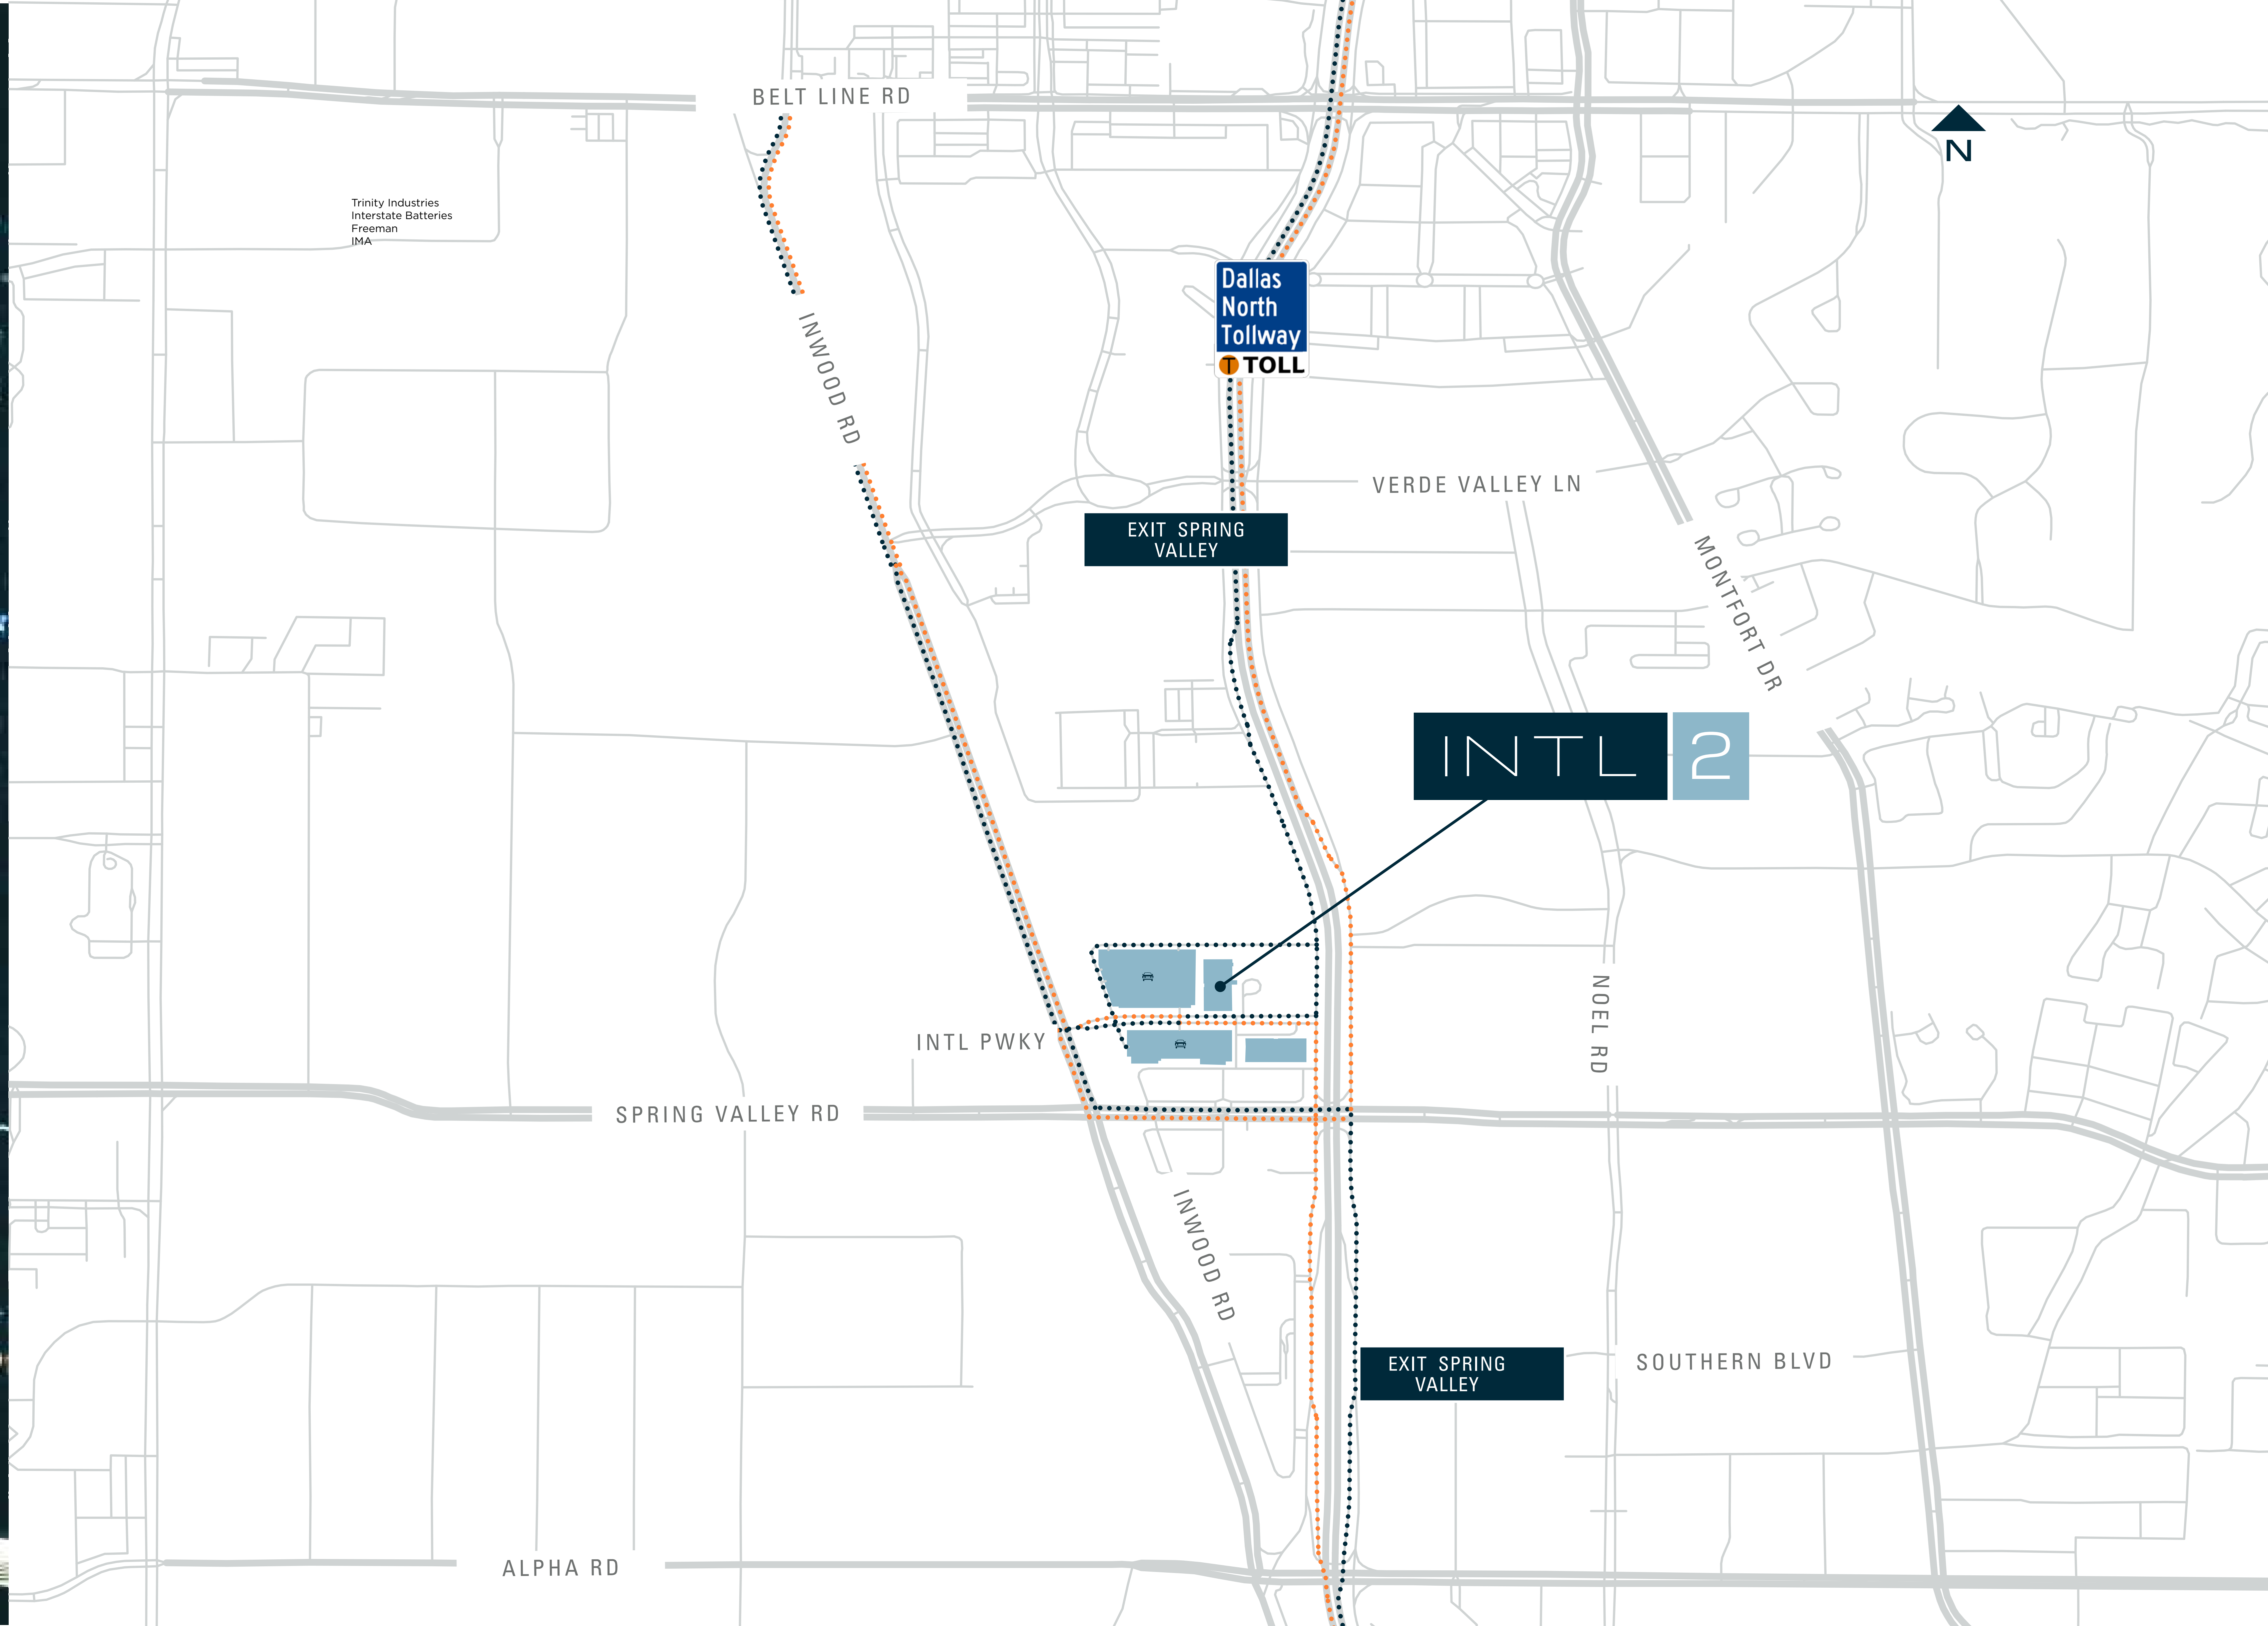 BELT LINE RD
N
Trinity Industries
Interstate Batteries
Freeman
IMA
Dallas
North
Tollway
T TOLL
INWOOD RD
VERDE VALLEY LN
EXIT SPRING
VALLEY
MONTFORT DR
INTL 2
NOEL RD
INTL PWKY
SPRING VALLEY RD
INWOOD RD
EXIT SPRING
VALLEY
SOUTHERN BLVD
ALPHA RD